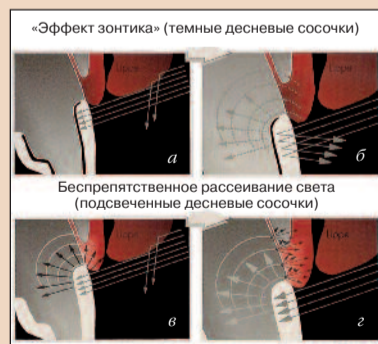 «Эффект зонтика» (темные десневые сосочки)
а
б
Беспрепятственное рассеивание света
(подсвеченные десневые сосочки)
в
г